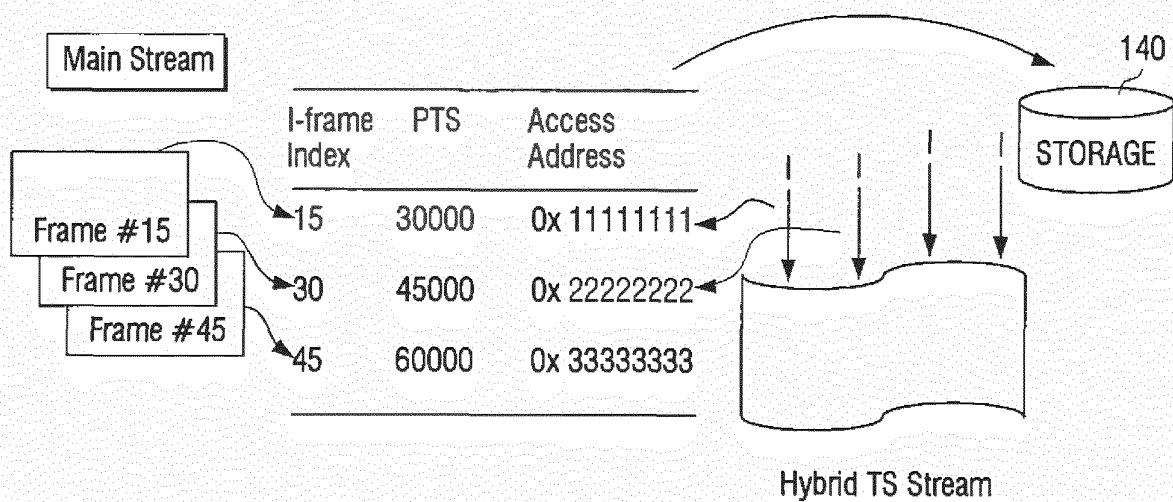 Main Stream
140
STORAGE
I-frame Index PTS Access Address
Frame #15
Frame #30
Frame #45
15 30000 0x 11111111
30 45000 0x 22222222
45 60000 0x 33333333
Hybrid TS Stream